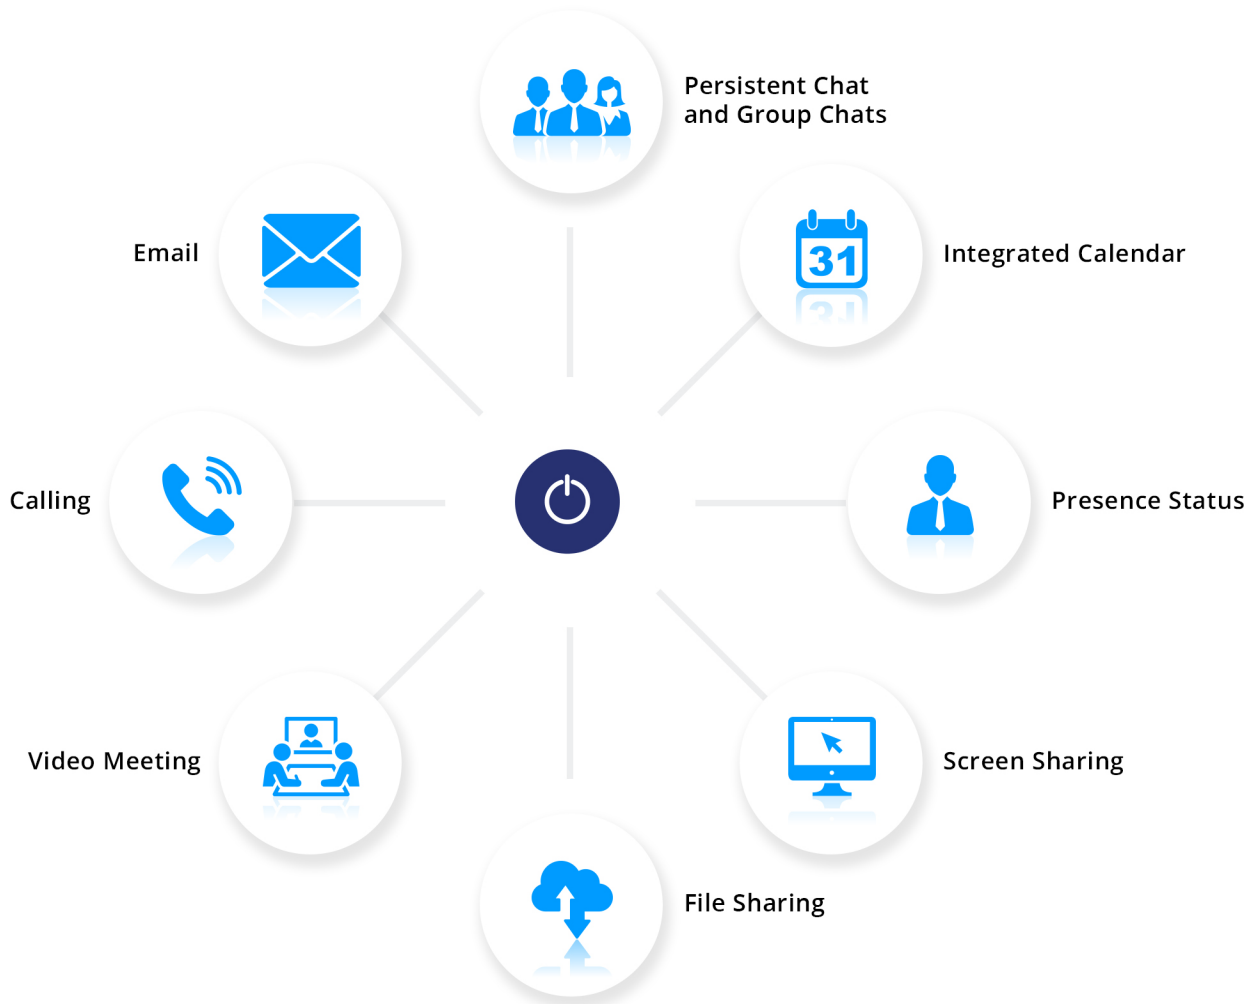 Persistent Chat
and Group Chats
Email
31
Integrated Calendar
Calling
Presence Status
Video Meeting
Screen Sharing
File Sharing